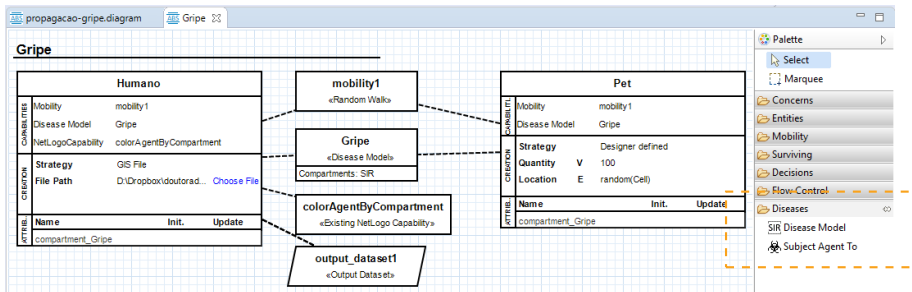 propagacao-gripe.diagram
Gripe
Gripe
Humano
CAPABILITIES
Mobility mobility1
Disease Model Gripe
NetLogoCapability colorAgentByCompartment
CREATION
Strategy GIS File
File Path D:\Dropbox\doutorad... Choose File
ATTRIB.
Name Init. Update
compartment_Gripe
mobility1
«Random Walk»
Gripe
«Disease Model»
Compartments: SIR
colorAgentByCompartment
«Existing NetLogo Capability»
output_dataset1
«Output Dataset»
Pet
CAPABILITI.
Mobility mobility1
Disease Model Gripe
CREATION
Strategy Designer defined
Quantity V 100
Location E random(Cell)
ATTRIB.
Name Init. Update
compartment_Gripe
Palette
Select
Marquee
Concerns
Entities
Mobility
Surviving
Decisions
Flow Control
Diseases
SIR Disease Model
Subject Agent To